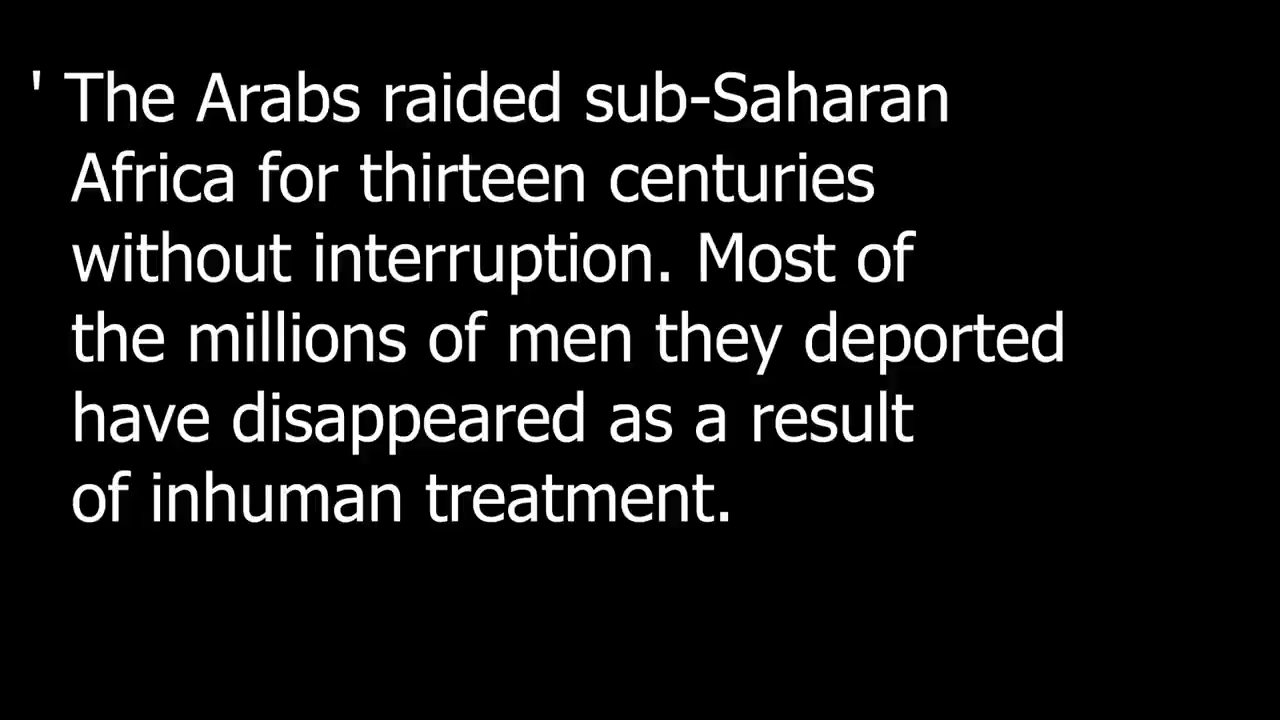 ' The Arabs raided sub-Saharan
Africa for thirteen centuries
without interruption. Most of
the millions of men they deported
have disappeared as a result
of inhuman treatment.